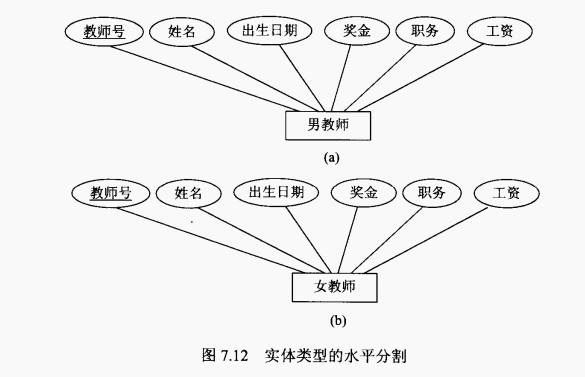 教师号 姓名 出生日期 奖金 职务 工资
男教师
(a)
教师号 姓名 出生日期 奖金 职务 工资
女教师
(b)
图 7.12 实体类型的水平分割